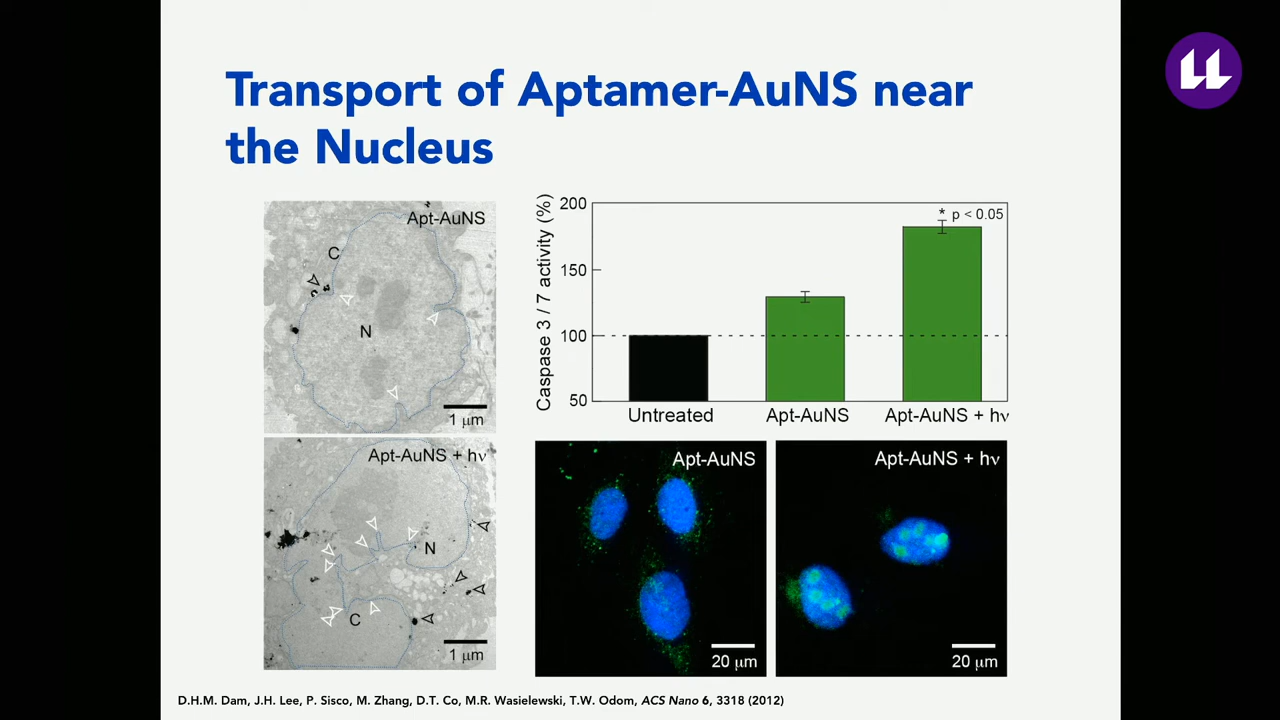 Transport of Aptamer-AuNS near
the Nucleus
Apt-AuNS
C
N
1 μm
Apt-AuNS + hν
N
C
1 μm
Caspase 3 / 7 activity (%)
200
150
100
50
* p < 0.05
Untreated
Apt-AuNS
Apt-AuNS + hν
Apt-AuNS
20 μm
Apt-AuNS + hν
20 μm
D.H.M. Dam, J.H. Lee, P. Sisco, M. Zhang, D.T. Co, M.R. Wasielewski, T.W. Odom, ACS Nano 6, 3318 (2012)